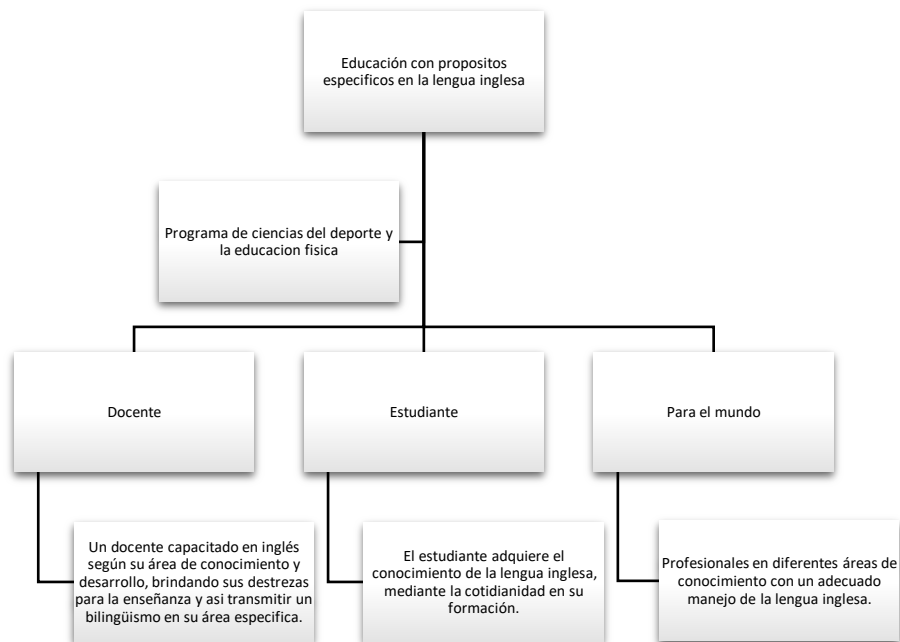 Educación con propositos
especificos en la lengua inglesa
Programa de ciencias del deporte y
la educacion fisica
Docente
Un docente capacitado en inglés
según su área de conocimiento y
desarrollo, brindando sus destrezas
para la enseñanza y asi transmitir un
bilingüismo en su área especifica.
Estudiante
El estudiante adquiere el
conocimiento de la lengua inglesa,
mediante la cotidianidad en su
formación.
Para el mundo
Profesionales en diferentes áreas de
conocimiento con un adecuado
manejo de la lengua inglesa.